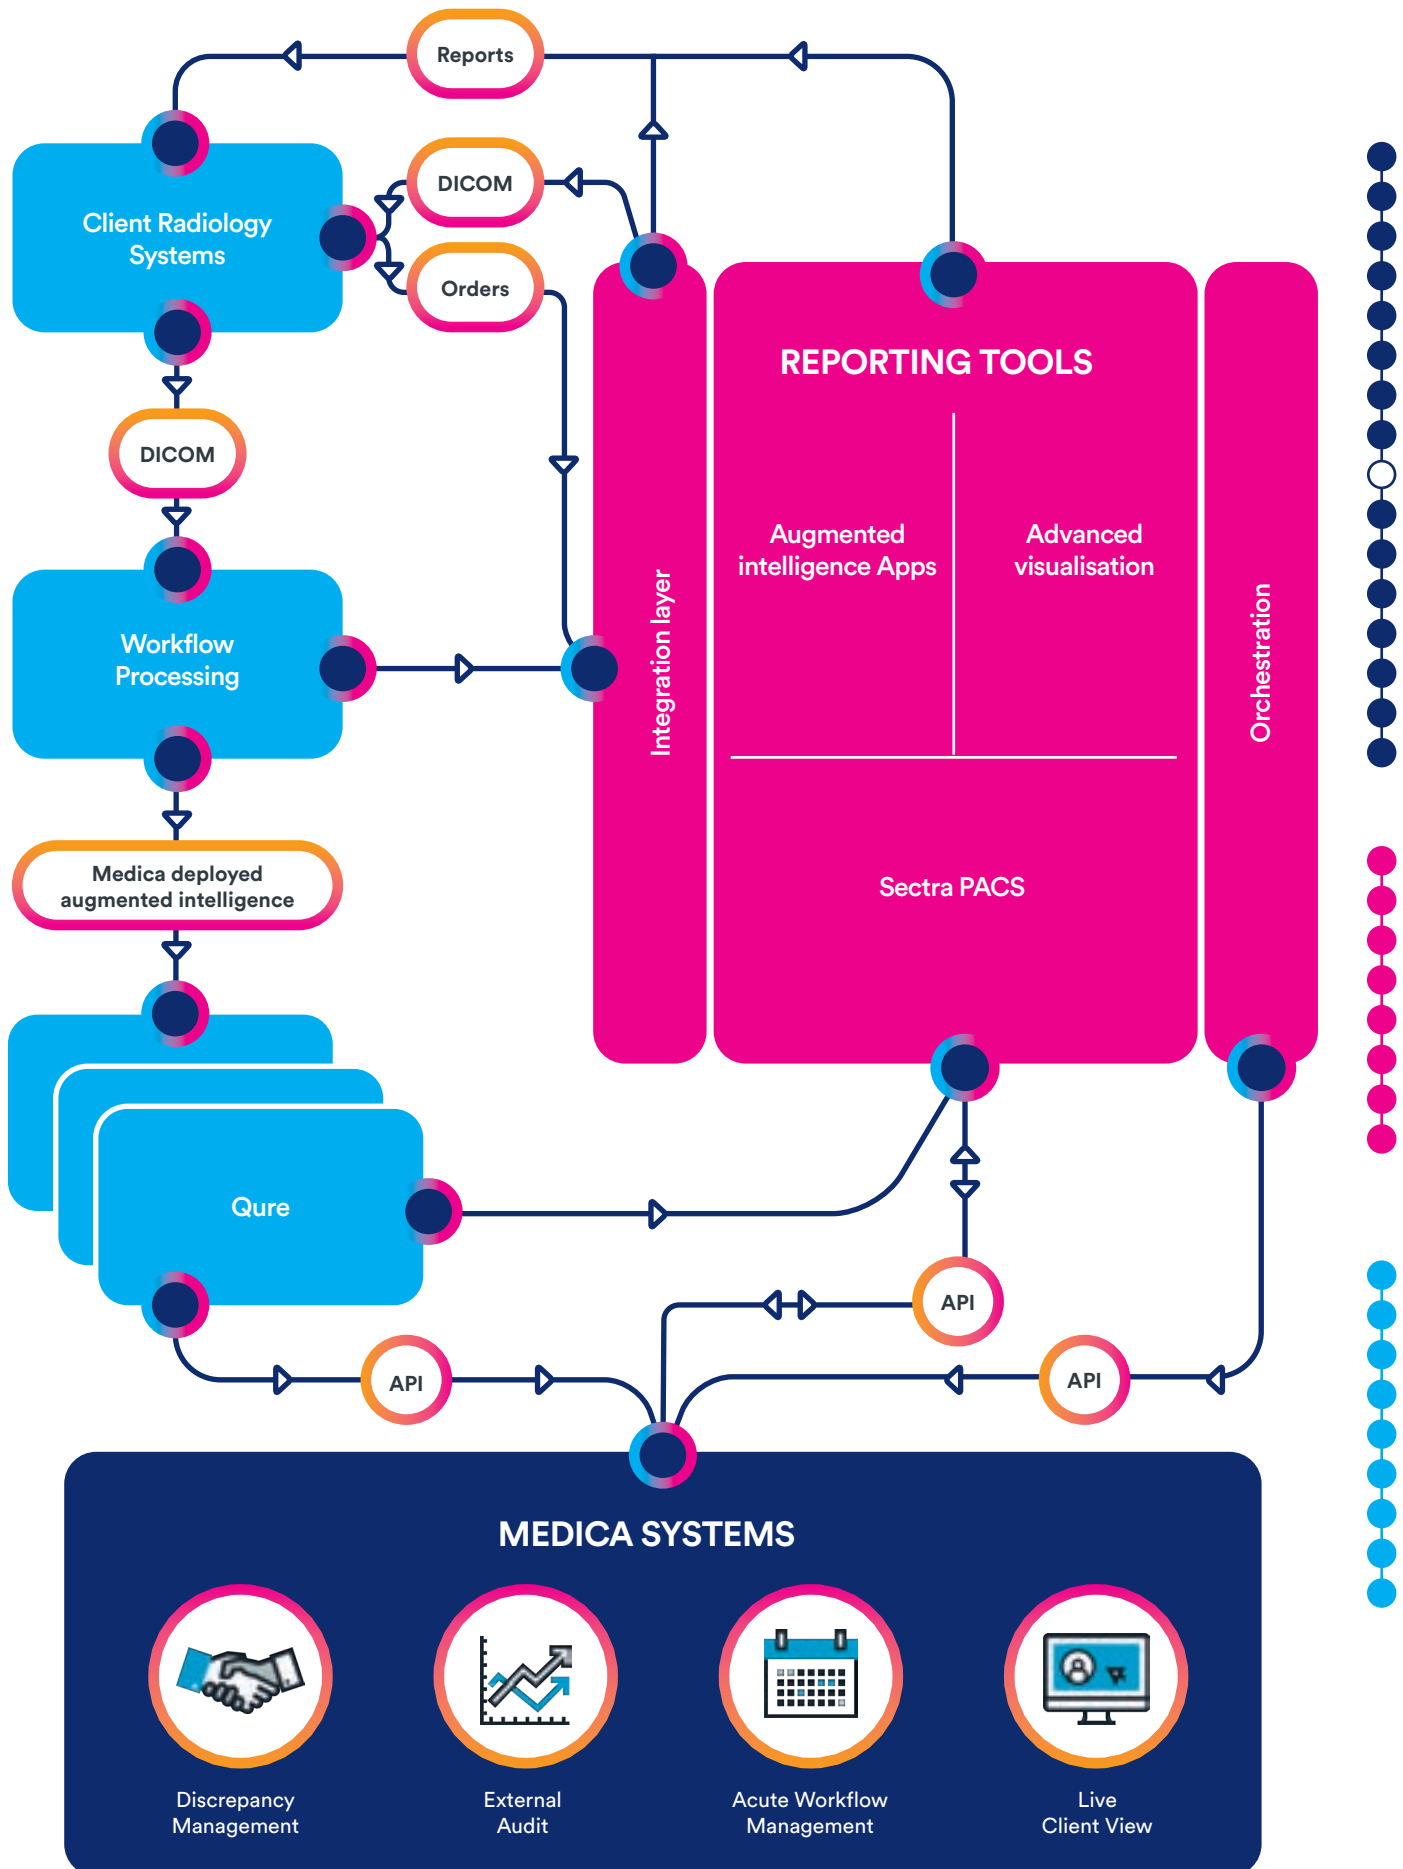 Reports
DICOM
Client Radiology
Systems
Orders
REPORTING TOOLS
DICOM
Augmented
intelligence Apps
Advanced
visualisation
Integration layer
Orchestration
Workflow
Processing
Medica deployed
augmented intelligence
Sectra PACS
Qure
API
API
API
MEDICA SYSTEMS
Discrepancy
Management
External
Audit
Acute Workflow
Management
Live
Client View